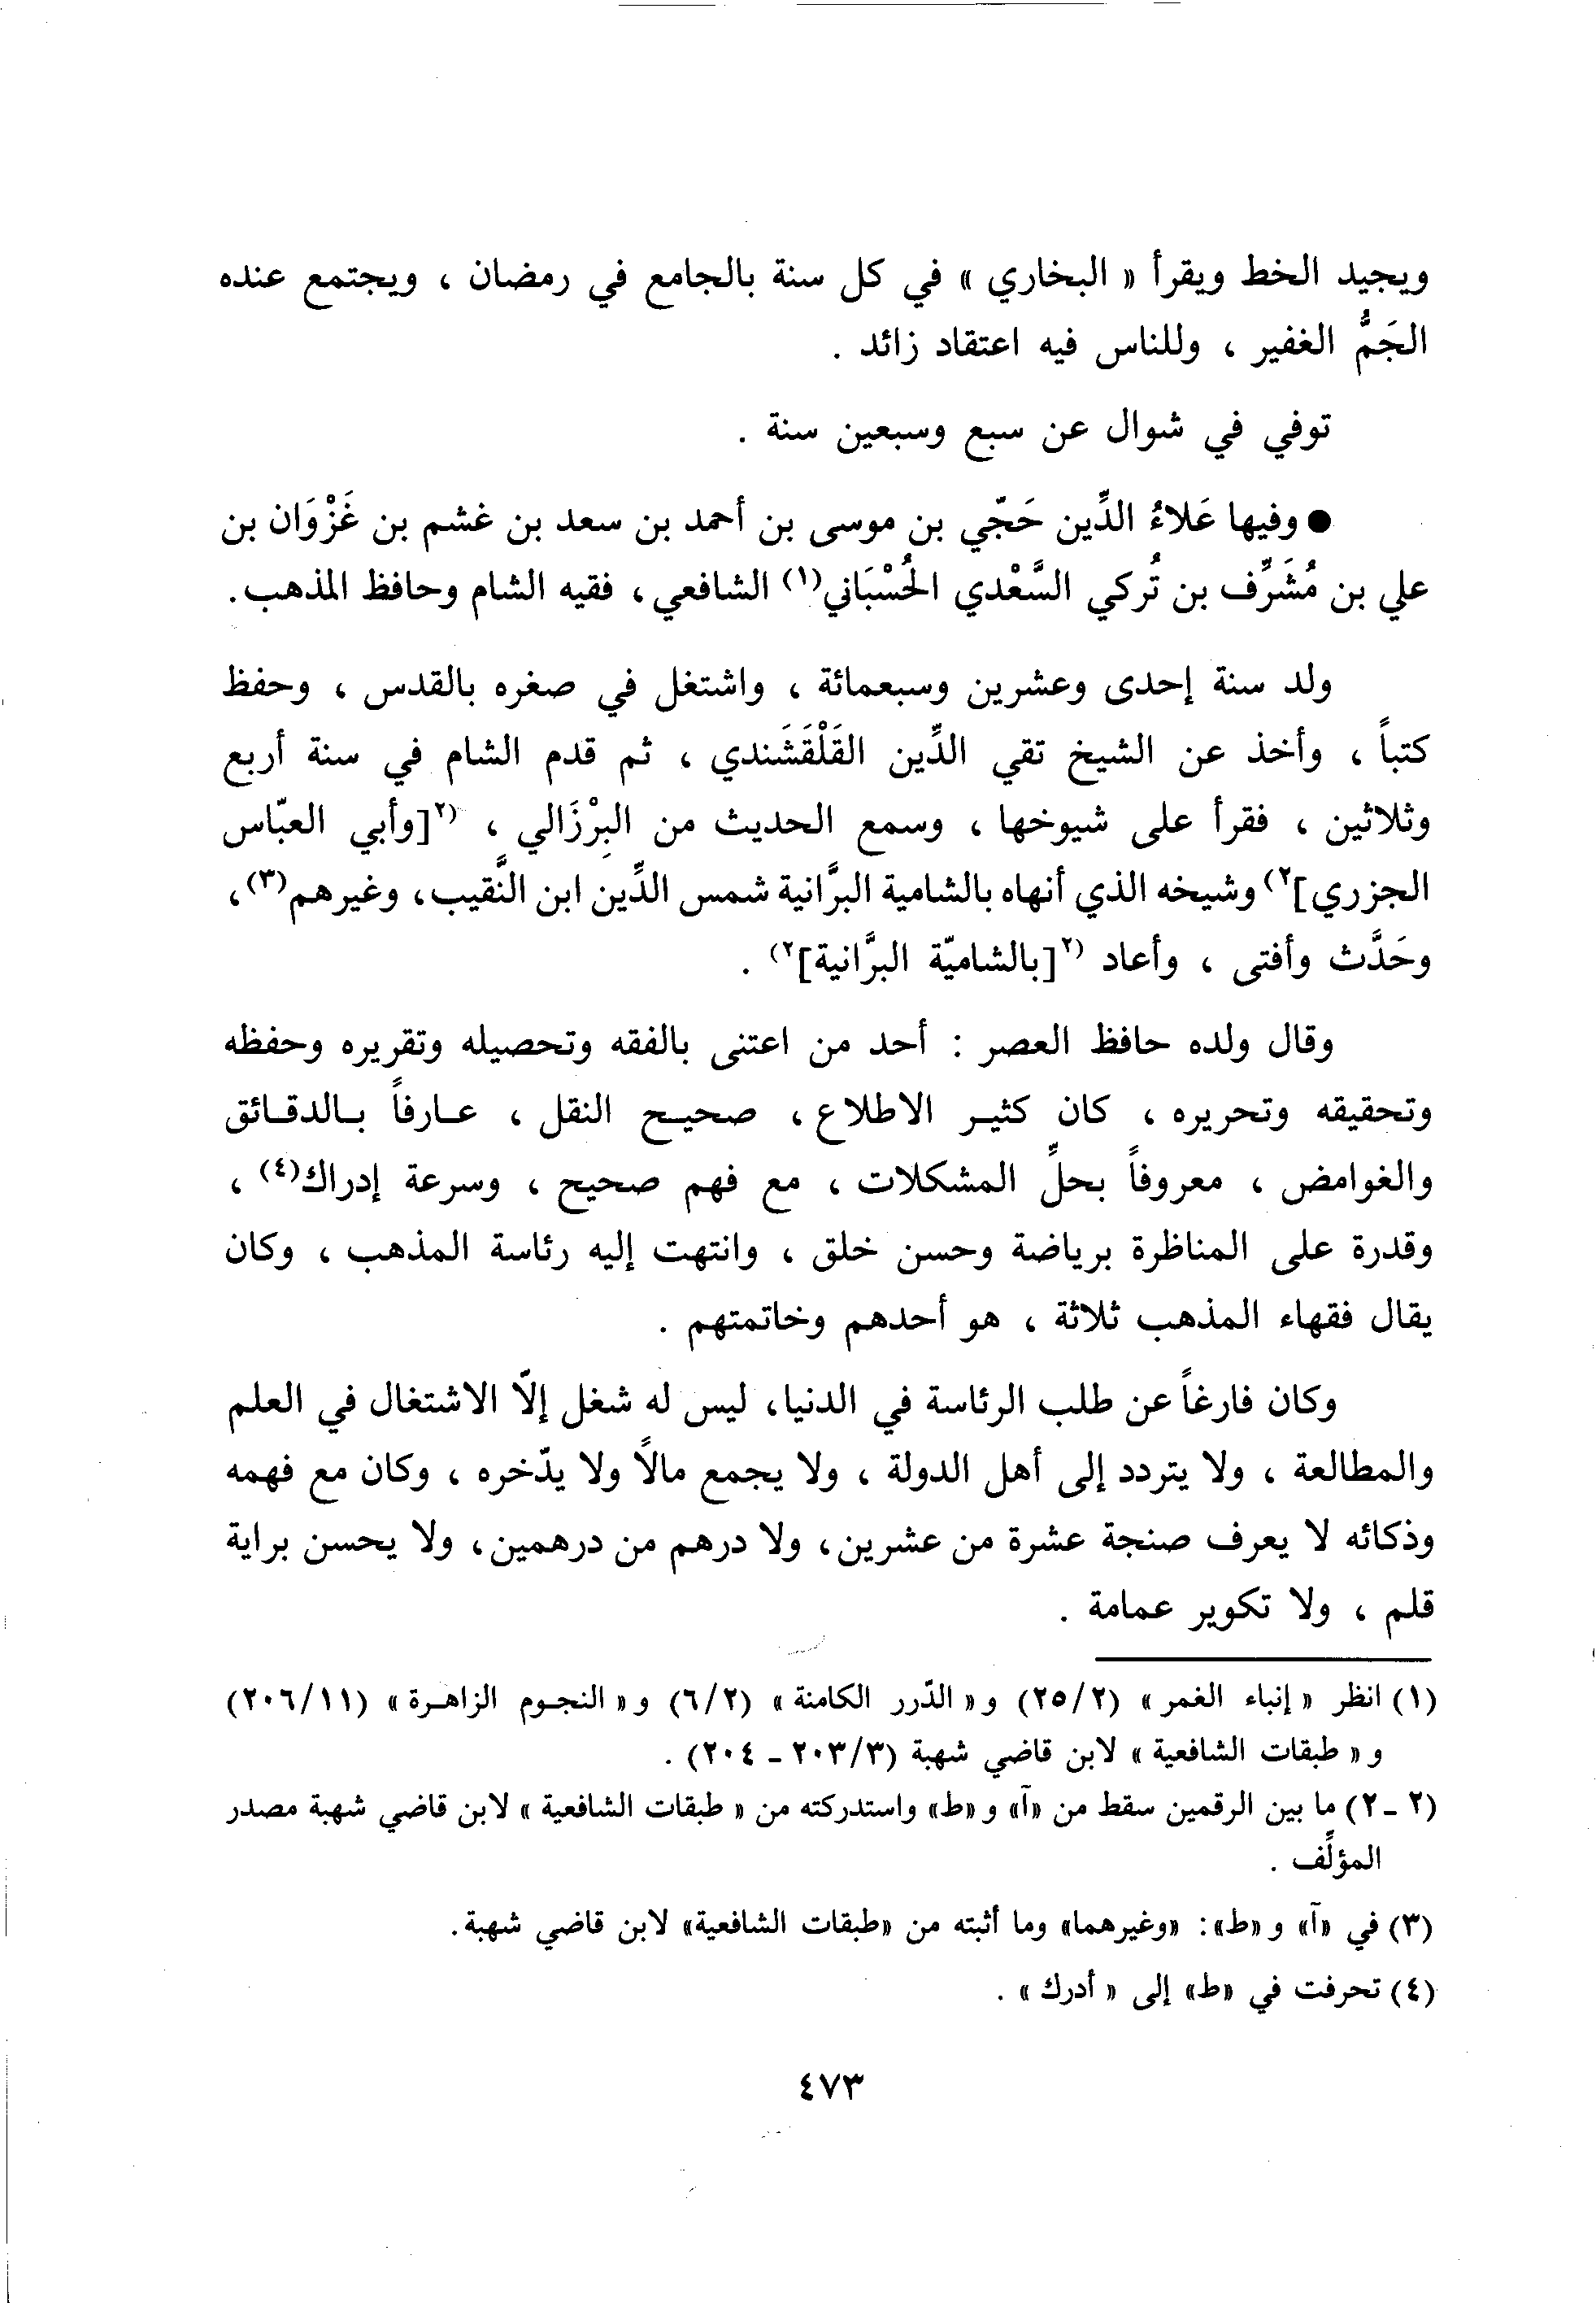 ويجيد الخط ويقرأ « البخاري » في كل سنة بالجامع في رمضان ، ويجتمع عنده
الجَمُّ الغفير ، وللناس فيه اعتقاد زائد .
توفي في شوال عن سبع وسبعين سنة .
● وفيها عَلاءُ الدِّين حَجّي بن موسى بن أحمد بن سعد بن غشم بن غَزْوَان بن
علي بن مُشَرِّف بن تُركي السَّعْدي الحُسْبَاني(١) الشافعي، فقيه الشام وحافظ المذهب.
ولد سنة إحدى وعشرين وسبعمائة ، واشتغل في صغره بالقدس ، وحفظ
كتباً ، وأخذ عن الشيخ تقي الدِّين القَلْقَشَندي ، ثم قدم الشام في سنة أربع
وثلاثين ، فقرأ على شيوخها ، وسمع الحديث من البِرْزَالي ، (٢[وأبي العبّاس
الجزري]٢) وشيخه الذي أنهاه بالشامية البرَّانية شمس الدِّين ابن النَّقيب، وغيرهم(٣)،
وحَدَّث وأفتى ، وأعاد (٢[بالشاميّة البرَّانية]٢) .
وقال ولده حافظ العصر : أحد من اعتنى بالفقه وتحصيله وتقريره وحفظه
وتحقيقه وتحريره ، كان كثيـر الاطلاع، صحيـح النقل ، عـارفاً بـالدقـائق
والغوامض ، معروفاً بحلِّ المشكلات ، مع فهم صحيح ، وسرعة إدراك(٤) ،
وقدرة على المناظرة برياضة وحسن خلق ، وانتهت إليه رئاسة المذهب ، وكان
يقال فقهاء المذهب ثلاثة ، هو أحدهم وخاتمتهم .
وكان فارغاً عن طلب الرئاسة في الدنيا، ليس له شغل إلّا الاشتغال في العلم
والمطالعة ، ولا يتردد إلى أهل الدولة ، ولا يجمع مالاً ولا يدّخره ، وكان مع فهمه
وذكائه لا يعرف صنجة عشرة من عشرين، ولا درهم من درهمين، ولا يحسن براية
قلم ، ولا تكوير عمامة .
(١) انظر « إنباء الغمر » (٢٥/٢) و « الدّرر الكامنة » (٦/٢) و « النجـوم الزاهـرة » (٢٠٦/١١)
و « طبقات الشافعية » لابن قاضي شهبة (٢٠٣/٣ - ٢٠٤) .
(٢ - ٢) ما بين الرقمين سقط من «آ» و «ط» واستدركته من « طبقات الشافعية » لابن قاضي شهبة مصدر
المؤلِّف .
(٣) في «آ» و «ط»: «وغيرهما» وما أثبته من «طبقات الشافعية» لابن قاضي شهبة.
(٤) تحرفت في «ط» إلى « أدرك » .
٤٧٣